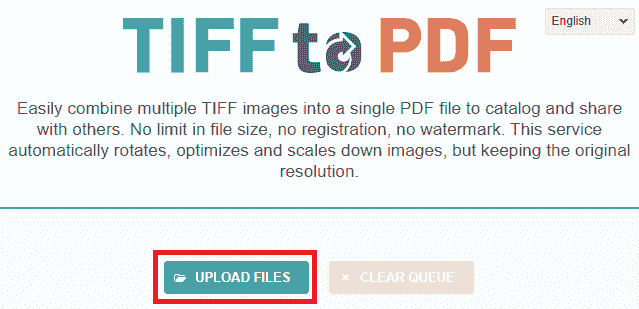 English
TIFF to PDF
Easily combine multiple TIFF images into a single PDF file to catalog and share
with others. No limit in file size, no registration, no watermark. This service
automatically rotates, optimizes and scales down images, but keeping the original
resolution.
UPLOAD FILES
CLEAR QUEUE